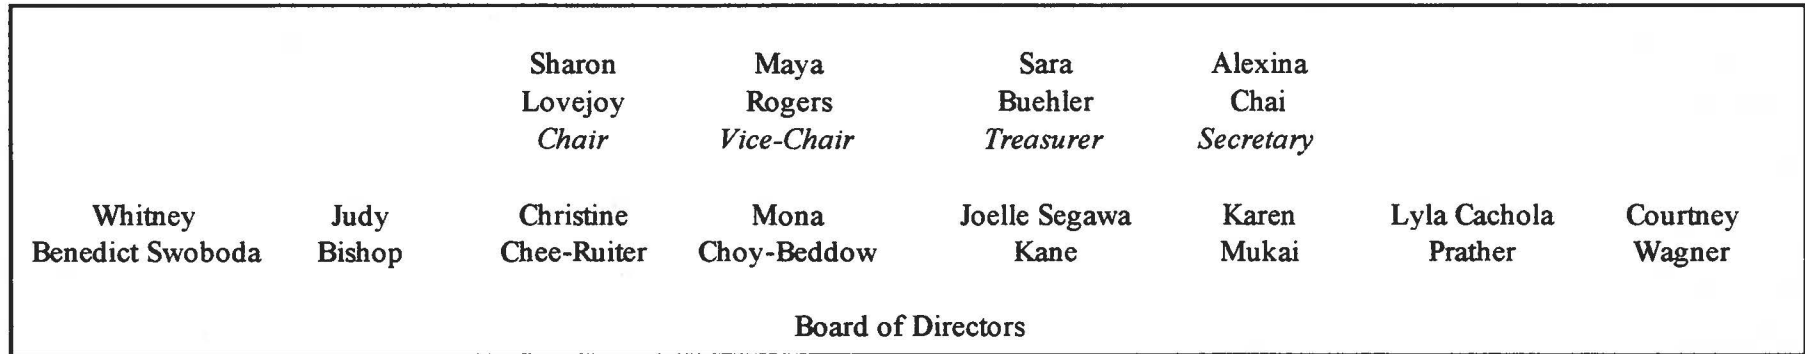 Sharon Maya Sara Alexina
Lovejoy Rogers Buehler Chai
Chair Vice-Chair Treasurer Secretary
Whitney Judy Christine Mona Joelle Segawa Karen Lyla Cachola Courtney
Benedict Swoboda Bishop Chee-Ruiter Choy-Beddow Kane Mukai Prather Wagner
Board of Directors